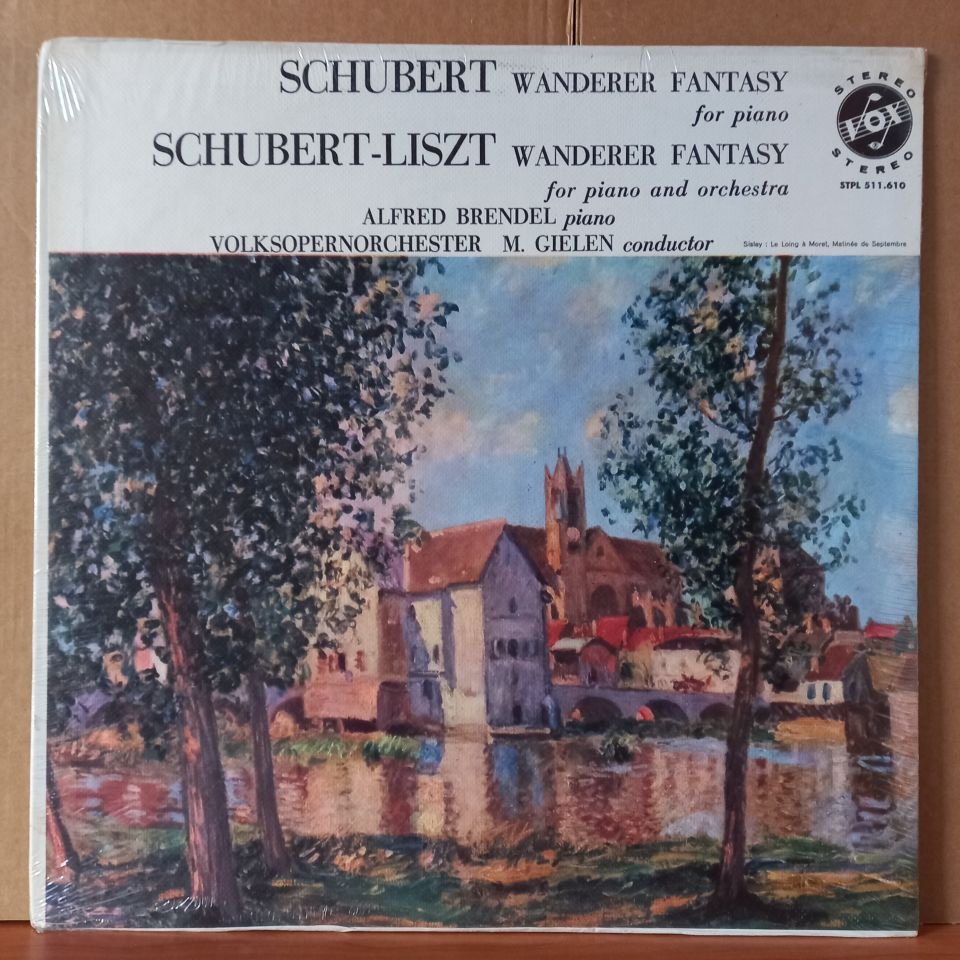 SCHUBERT WANDERER FANTASY
for piano
SCHUBERT-LISZT WANDERER FANTASY
for piano and orchestra
ALFRED BRENDEL piano
VOLKSOPERNORCHESTER M. GIELEN conductor
STEREO
VOX
STEREO
STPL 511.610
Sisley : Le Loing à Moret, Matinée de Septembre